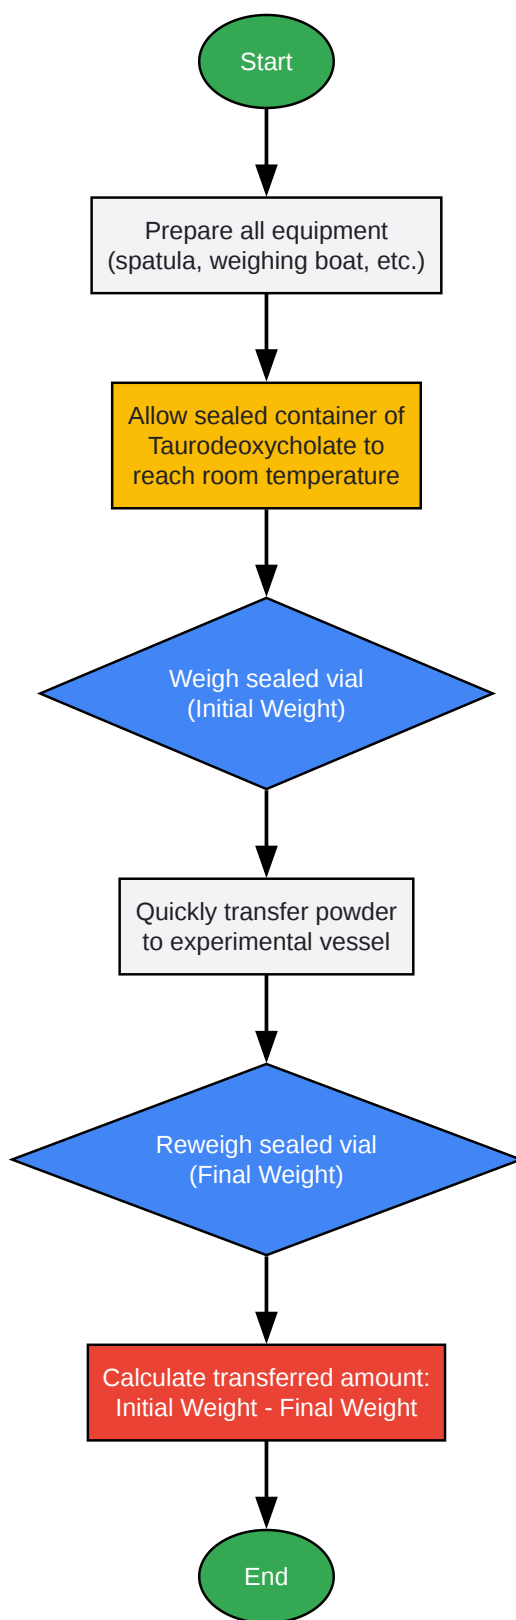 Start
Prepare all equipment
(spatula, weighing boat, etc.)
Allow sealed container of
Taurodeoxycholate to
reach room temperature
Weigh sealed vial
(Initial Weight)
Quickly transfer powder
to experimental vessel
Reweigh sealed vial
(Final Weight)
Calculate transferred amount:
Initial Weight - Final Weight
End